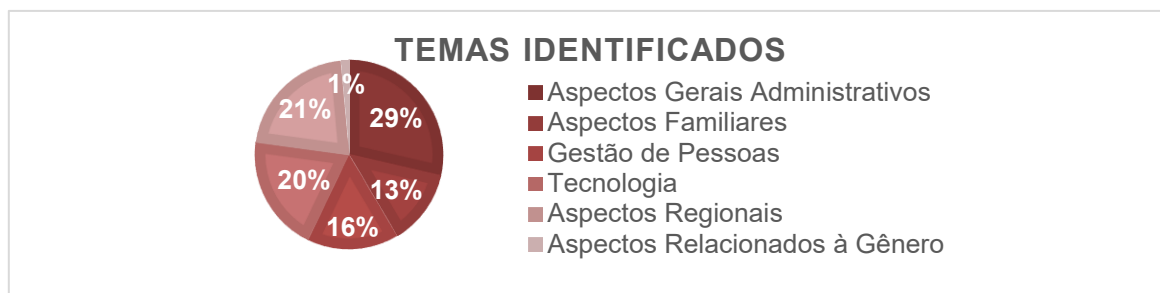 TEMAS IDENTIFICADOS
1%
29%
21%
13%
20%
16%
Aspectos Gerais Administrativos
Aspectos Familiares
Gestão de Pessoas
Tecnologia
Aspectos Regionais
Aspectos Relacionados à Gênero